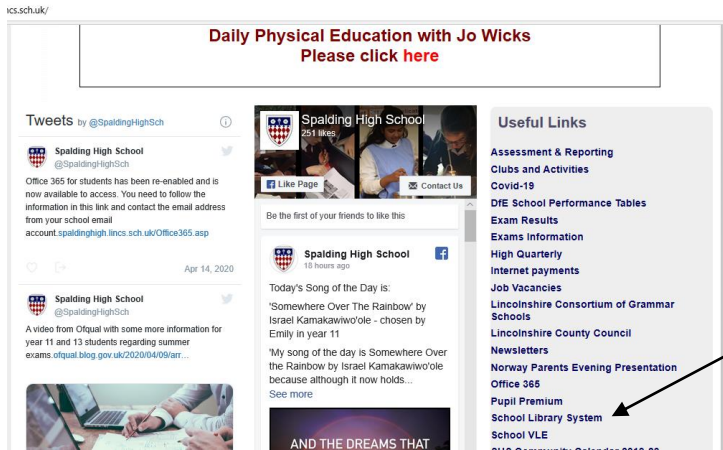 ncs.sch.uk/
Daily Physical Education with Jo Wicks
Please click here
Tweets by @SpaldingHighSch
Spalding High School
@SpaldingHighSch
Office 365 for students has been re-enabled and is
now available to access. You need to follow the
information in this link and contact the email address
from your school email
account.spaldinghigh.lincs.sch.uk/Office365.asp
Apr 14, 2020
Spalding High School
@SpaldingHighSch
A video from Ofqual with some more information for
year 11 and 13 students regarding summer
exams.ofqual.blog.gov.uk/2020/04/09/arr...
Spalding High School
251 likes
Like Page
Contact Us
Be the first of your friends to like this
Spalding High School
18 hours ago
Today's Song of the Day is:
'Somewhere Over The Rainbow' by
Israel Kamakawiwo'ole - chosen by
Emily in year 11
'My song of the day is Somewhere Over
the Rainbow by Israel Kamakawiwo'ole
because although it now holds...
See more
AND THE DREAMS THAT
Useful Links
Assessment & Reporting
Clubs and Activities
Covid-19
DfE School Performance Tables
Exam Results
Exams Information
High Quarterly
Internet payments
Job Vacancies
Lincolnshire Consortium of Grammar
Schools
Lincolnshire County Council
Newsletters
Norway Parents Evening Presentation
Office 365
Pupil Premium
School Library System
School VLE
SHS Community Calendar 2019-20